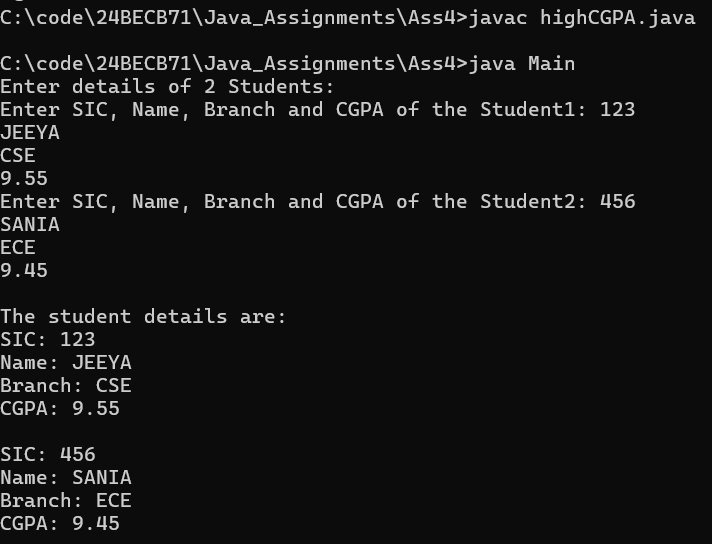 C:\code\24BECB71\Java_Assignments\Ass4>javac highCGPA.java
C:\code\24BECB71\Java_Assignments\Ass4>java Main
Enter details of 2 Students:
Enter SIC, Name, Branch and CGPA of the Student1: 123
JEEYA
CSE
9.55
Enter SIC, Name, Branch and CGPA of the Student2: 456
SANIA
ECE
9.45
The student details are:
SIC: 123
Name: JEEYA
Branch: CSE
CGPA: 9.55
SIC: 456
Name: SANIA
Branch: ECE
CGPA: 9.45